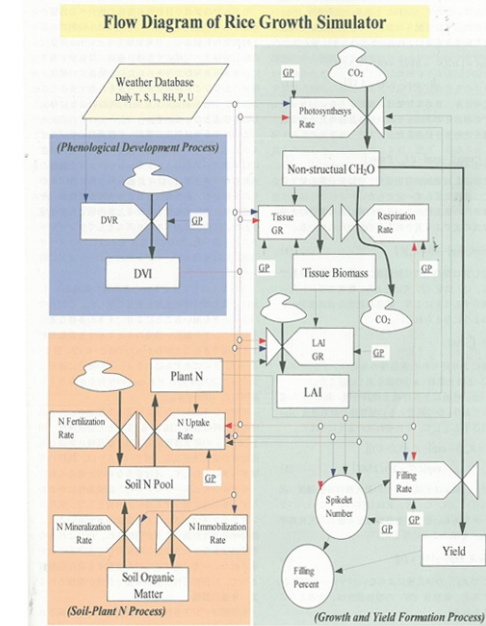 Flow Diagram of Rice Growth Simulator
Weather Database
Daily T, S, L, RH, P, U
GP
CO2
Photosynthesys
Rate
(Phenological Development Process)
Non-structual CH2O
DVR
GP
Tissue
GR
Respiration
Rate
DVI
GP
Tissue Biomass
GP
CO2
LAI
GR
GP
Plant N
LAI
N Fertilization
Rate
N Uptake
Rate
GP
Soil N Pool
Filling
Rate
Spikelet
Number
GP
GP
N Mineralization
Rate
N Immobilization
Rate
Yield
Soil Organic
Matter
Filling
Percent
(Soil-Plant N Process)
(Growth and Yield Formation Process)